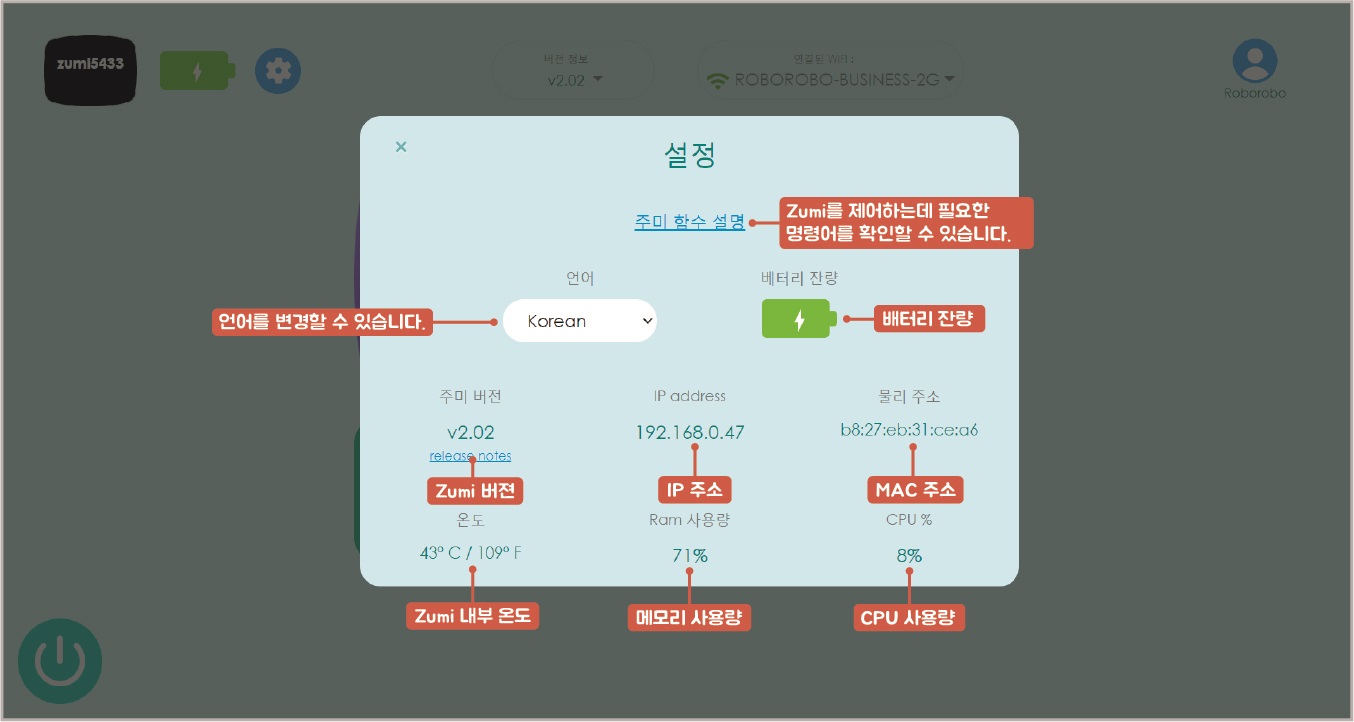 zumi5433
버전 정보
v2.02
연결된 WiFi :
ROBOROBO-BUSINESS-2G
Roborobo
×
설정
주미 함수 설명
Zumi를 제어하는데 필요한
명령어를 확인할 수 있습니다.
언어
베터리 잔량
언어를 변경할 수 있습니다.
Korean
배터리 잔량
주미 버전
IP address
물리 주소
v2.02
192.168.0.47
b8:27:eb:31:ce:a6
release notes
Zumi 버젼
IP 주소
MAC 주소
온도
Ram 사용량
CPU %
43º C / 109º F
71%
8%
Zumi 내부 온도
메모리 사용량
CPU 사용량